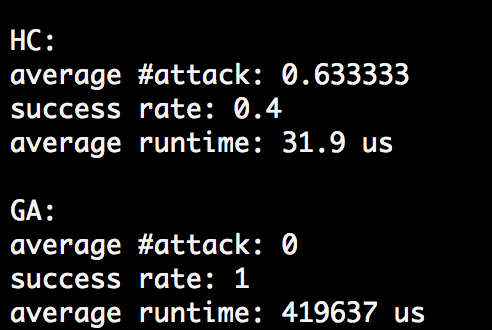 HC:
average #attack: 0.633333
success rate: 0.4
average runtime: 31.9 us
GA:
average #attack: 0
success rate: 1
average runtime: 419637 us